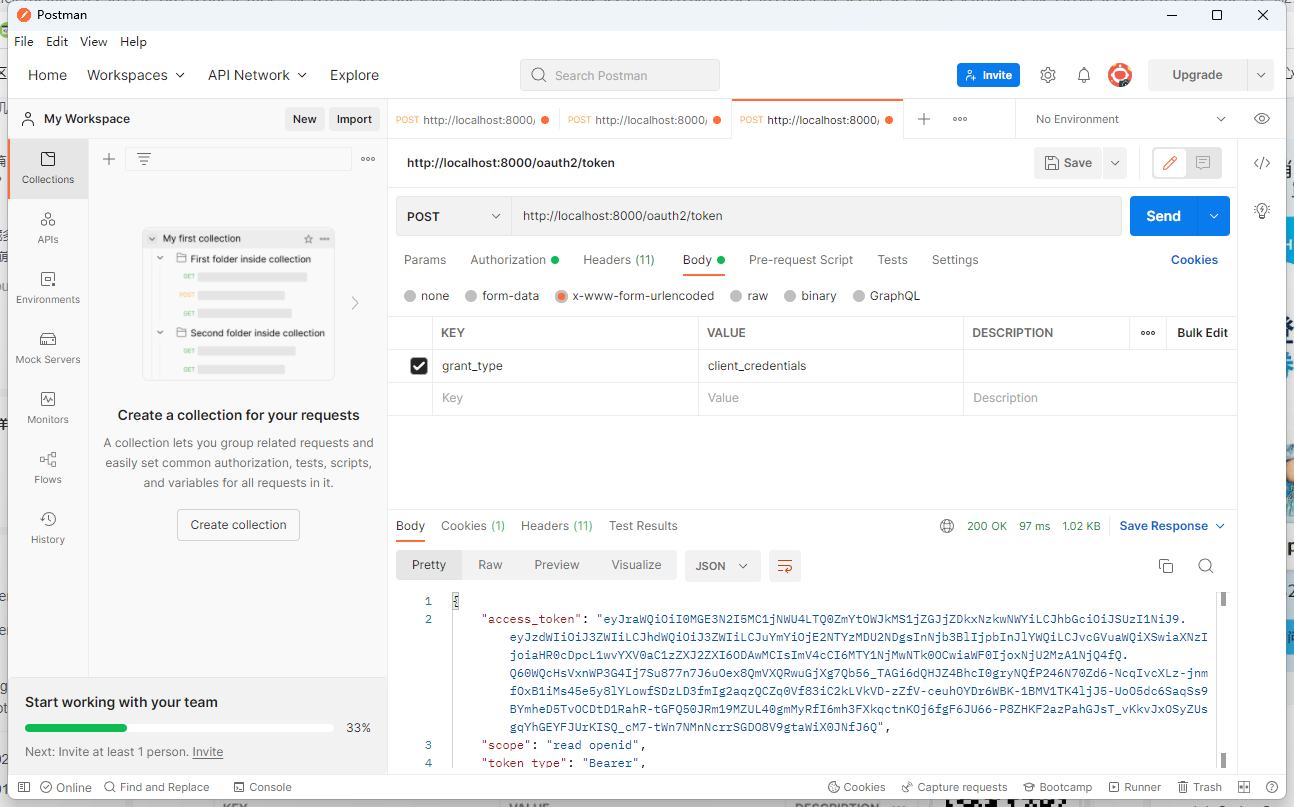 Postman
File Edit View Help
Home Workspaces API Network Explore
Search Postman
Invite
Upgrade
My Workspace
New Import
POST http://localhost:8000/ POST http://localhost:8000/ POST http://localhost:8000/
No Environment
Collections
APIs
Environments
Mock Servers
Monitors
Flows
History
My first collection
First folder inside collection
GET
POST
GET
Second folder inside collection
GET
GET
Create a collection for your requests
A collection lets you group related requests and
easily set common authorization, tests, scripts,
and variables for all requests in it.
Create collection
Start working with your team
33%
Next: Invite at least 1 person. Invite
http://localhost:8000/oauth2/token
Save
POST http://localhost:8000/oauth2/token
Send
Params Authorization Headers (11) Body Pre-request Script Tests Settings
Cookies
none form-data x-www-form-urlencoded raw binary GraphQL
KEY VALUE DESCRIPTION
Bulk Edit
grant_type client_credentials
Key Value Description
Body Cookies (1) Headers (11) Test Results
200 OK 97 ms 1.02 KB Save Response
Pretty Raw Preview Visualize JSON
1 {
2 "access_token": "eyJraWQiOiI0MGE3N2I5MC1jNWU4LTQ0ZmYtOWJkMS1jZGJjZDkxNzkwNWYiLCJhbGciOiJSUzI1NiJ9.
eyJzdWIiOiJ3ZWIiLCJhdWQiOiJ3ZWIiLCJuYmYiOjE2NTYzMDU2NDgsInNjb3BlIjpbInJlYWQiLCJvcGVuaWQiXSwiaXNzI
joiaHR0cDpcL1wvYXV0aC1zZXJ2ZXI6ODAwMCIsImV4cCI6MTY1NjMwNTk0OCwiaWF0IjoxNjU2MzA1NjQ4fQ.
Q60WQcHsVxnWP3G4Ij7Su877n7J6uOex8QmVXQRwuGjXg7Qb56_TAGi6dQHJZ4BhcI0gryNQfP246N70Zd6-NcqIvcXLz-jnm
fOxB1iMs45e5y8lYLowfSDzLD3fmIg2aqzQCZq0Vf83iC2kLVkVD-zZfV-ceuhOYDr6WBK-1BMV1TK4ljJ5-UoO5dc6SaqSs9
BYmheD5TvOCDtD1RahR-tGFQ50JRm19MZUL40gmMyRfI6mh3FXkqctnKOj6fgF6JU66-P8ZHKF2azPahGJsT_vKkvJxOSyZUs
gqYhGEYFJUrKISQ_cM7-tWn7NMnNcrrSGDO8V9gtaWiX0JNfJ6Q",
3 "scope": "read openid",
4 "token_type": "Bearer",
Online Find and Replace Console
Cookies Capture requests Bootcamp Runner Trash